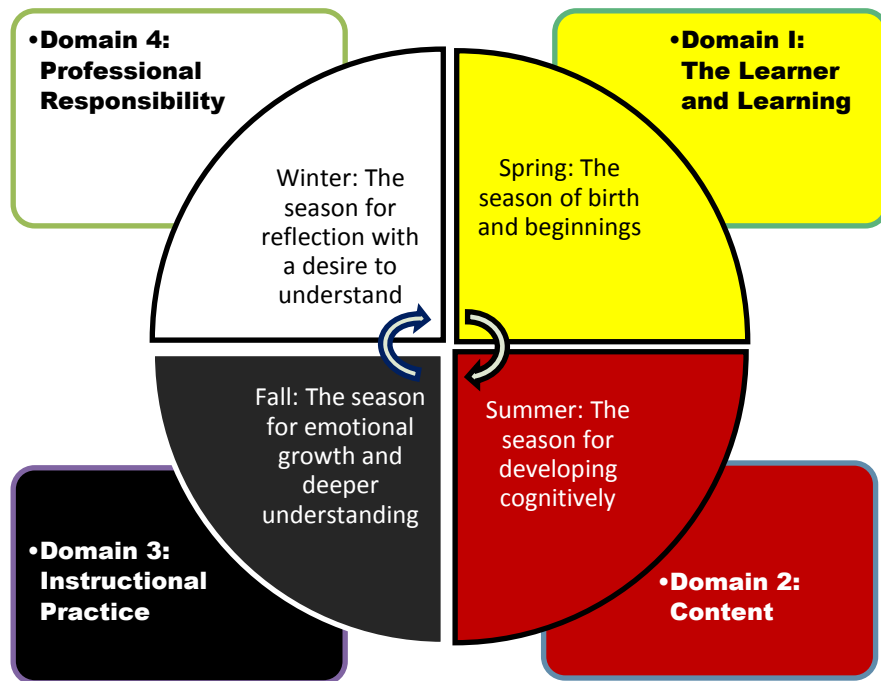 •Domain 4:
Professional
Responsibility
•Domain I:
The Learner
and Learning
Winter: The
season for
reflection with
a desire to
understand
Spring: The
season of birth
and beginnings
Fall: The season
for emotional
growth and
deeper
understanding
Summer: The
season for
developing
cognitively
•Domain 3:
Instructional
Practice
•Domain 2:
Content